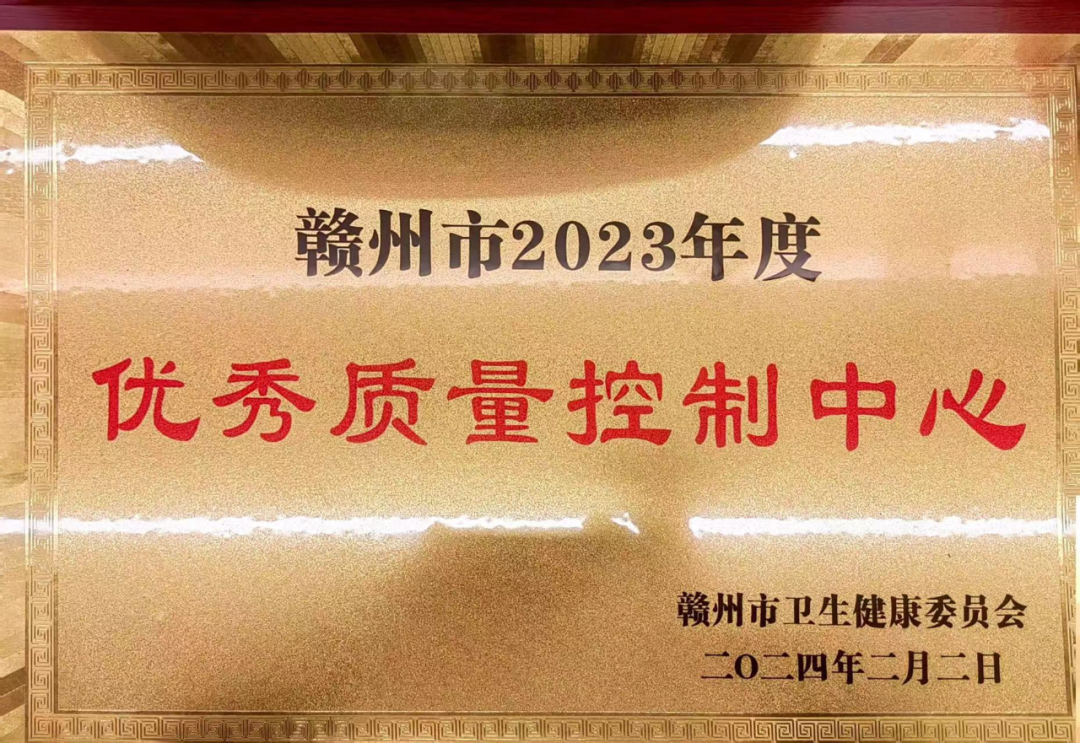 赣州市2023年度
优秀质量控制中心
赣州市卫生健康委员会
二〇二四年二月二日